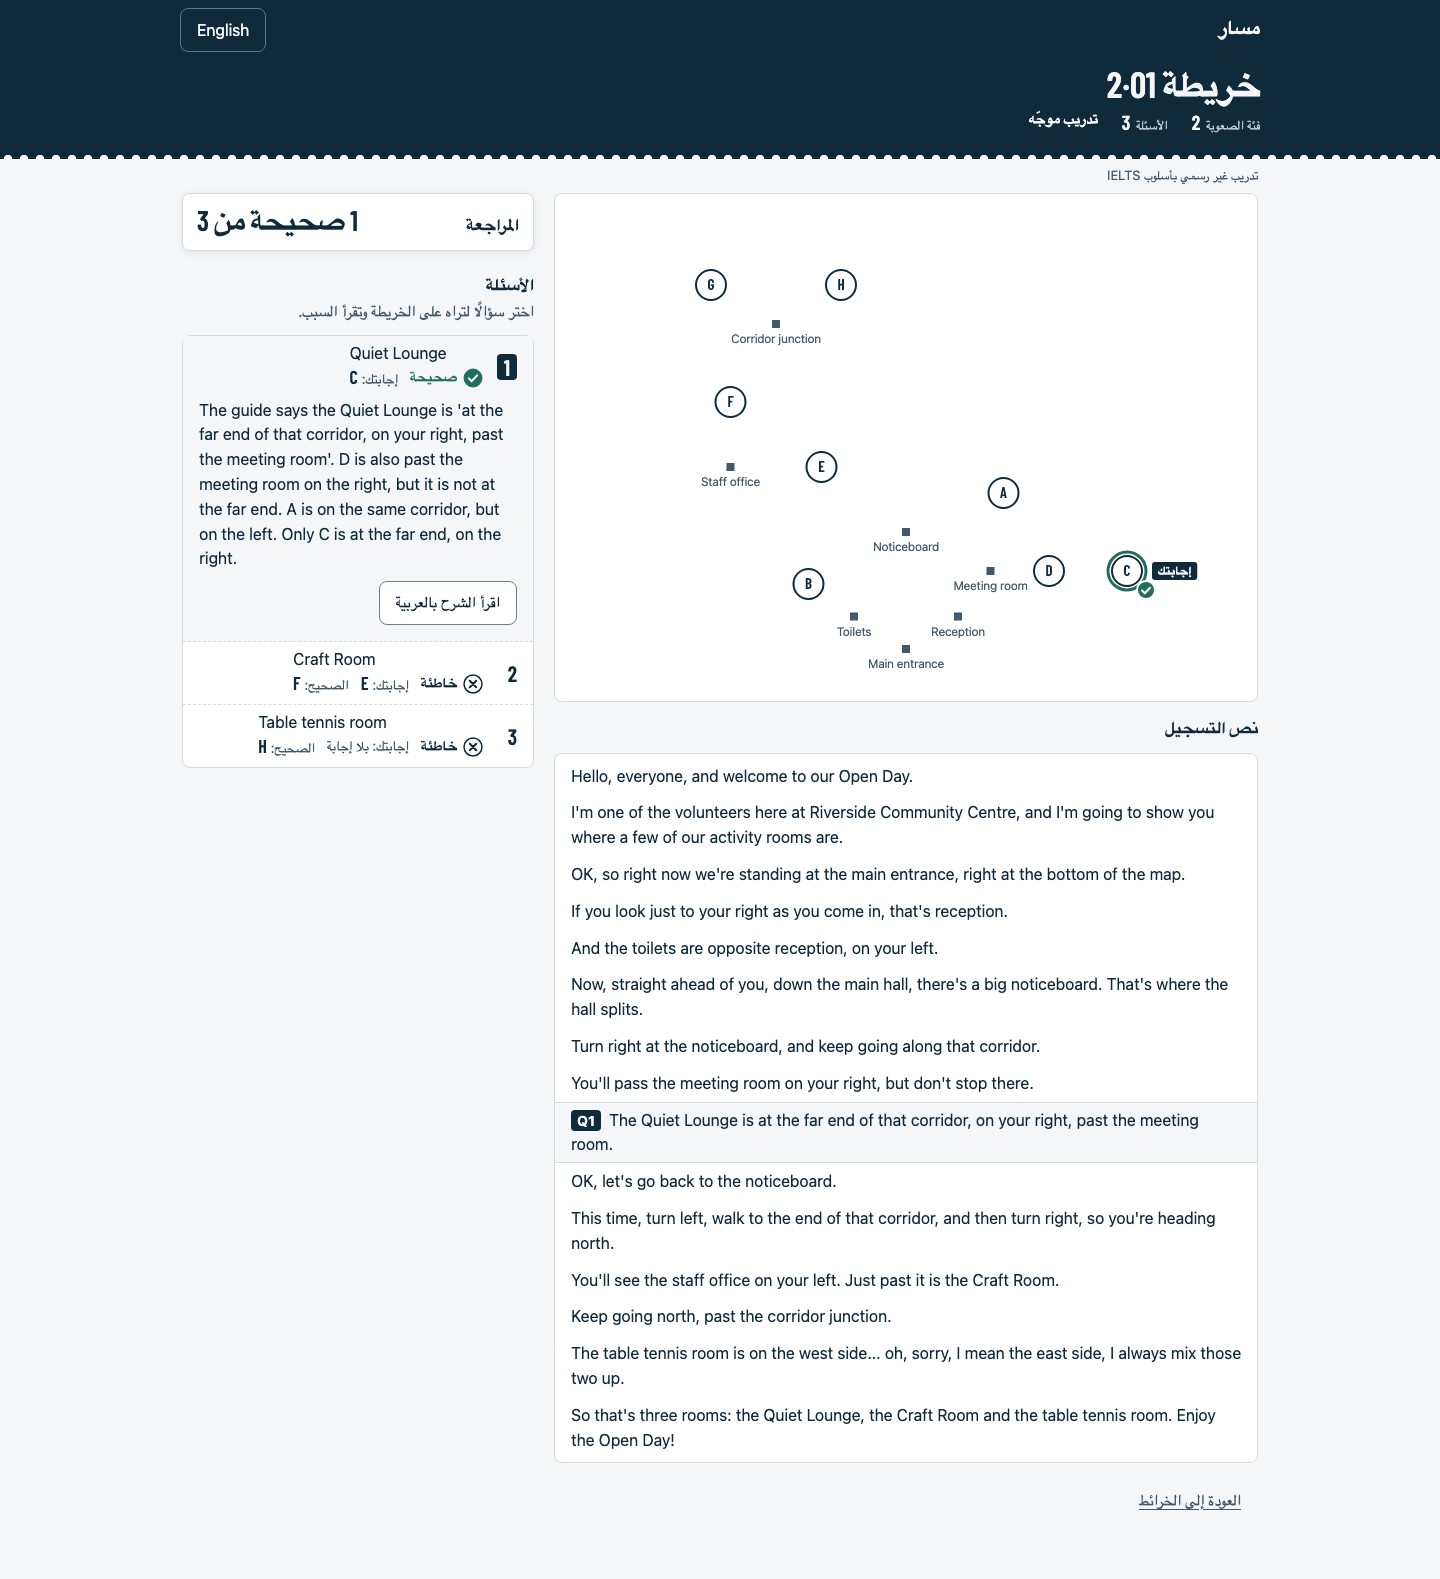 مسار
English
خريطة 2·01
فئة الصعوبة 2 الأسئلة 3 تدريب موجّه
تدريب غير رسمي بأسلوب IELTS
G
H
Corridor junction
F
E
Staff office
A
Noticeboard
Meeting room
D
C
إجابتك
B
Toilets
Reception
Main entrance
المراجعة
1 صحيحة من 3
الأسئلة
اختر سؤالًا لتراه على الخريطة وتقرأ السبب.
1
Quiet Lounge
صحيحة إجابتك: C
The guide says the Quiet Lounge is 'at the
far end of that corridor, on your right, past
the meeting room'. D is also past the
meeting room on the right, but it is not at
the far end. A is on the same corridor, but
on the left. Only C is at the far end, on the
right.
اقرأ الشرح بالعربية
2
Craft Room
خاطئة إجابتك: E الصحيح: F
3
Table tennis room
خاطئة إجابتك: بلا إجابة الصحيح: H
نص التسجيل
Hello, everyone, and welcome to our Open Day.
I'm one of the volunteers here at Riverside Community Centre, and I'm going to show you
where a few of our activity rooms are.
OK, so right now we're standing at the main entrance, right at the bottom of the map.
If you look just to your right as you come in, that's reception.
And the toilets are opposite reception, on your left.
Now, straight ahead of you, down the main hall, there's a big noticeboard. That's where the
hall splits.
Turn right at the noticeboard, and keep going along that corridor.
You'll pass the meeting room on your right, but don't stop there.
Q1 The Quiet Lounge is at the far end of that corridor, on your right, past the meeting
room.
OK, let's go back to the noticeboard.
This time, turn left, walk to the end of that corridor, and then turn right, so you're heading
north.
You'll see the staff office on your left. Just past it is the Craft Room.
Keep going north, past the corridor junction.
The table tennis room is on the west side... oh, sorry, I mean the east side, I always mix those
two up.
So that's three rooms: the Quiet Lounge, the Craft Room and the table tennis room. Enjoy
the Open Day!
العودة إلى الخرائط